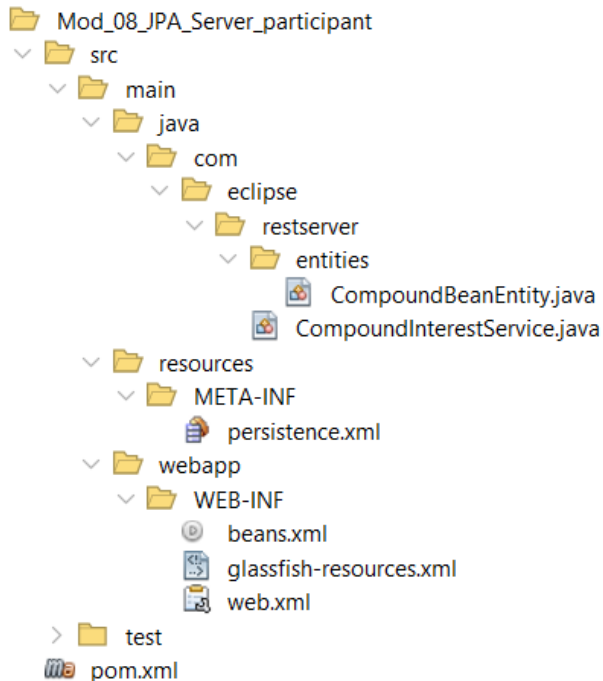 Mod_08_JPA_Server_participant
src
main
java
com
eclipse
restserver
entities
CompoundBeanEntity.java
CompoundInterestService.java
resources
META-INF
persistence.xml
webapp
WEB-INF
beans.xml
glassfish-resources.xml
web.xml
test
pom.xml